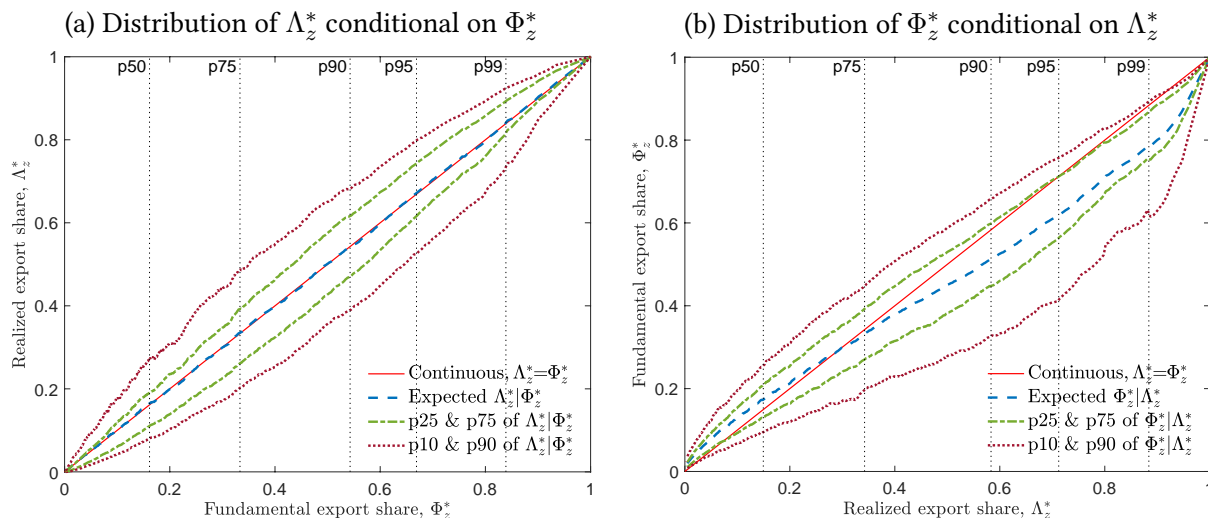 (a) Distribution of Λ*_z conditional on Φ*_z
p50 p75 p90 p95 p99
1
0.8
0.6
0.4
0.2
0
Realized export share, Λ*_z
Continuous, Λ*_z=Φ*_z
Expected Λ*_z|Φ*_z
p25 & p75 of Λ*_z|Φ*_z
p10 & p90 of Λ*_z|Φ*_z
0 0.2 0.4 0.6 0.8 1
Fundamental export share, Φ*_z
(b) Distribution of Φ*_z conditional on Λ*_z
p50 p75 p90 p95 p99
1
0.8
0.6
0.4
0.2
0
Fundamental export share, Φ*_z
Continuous, Λ*_z=Φ*_z
Expected Φ*_z|Λ*_z
p25 & p75 of Φ*_z|Λ*_z
p10 & p90 of Φ*_z|Λ*_z
0 0.2 0.4 0.6 0.8 1
Realized export share, Λ*_z